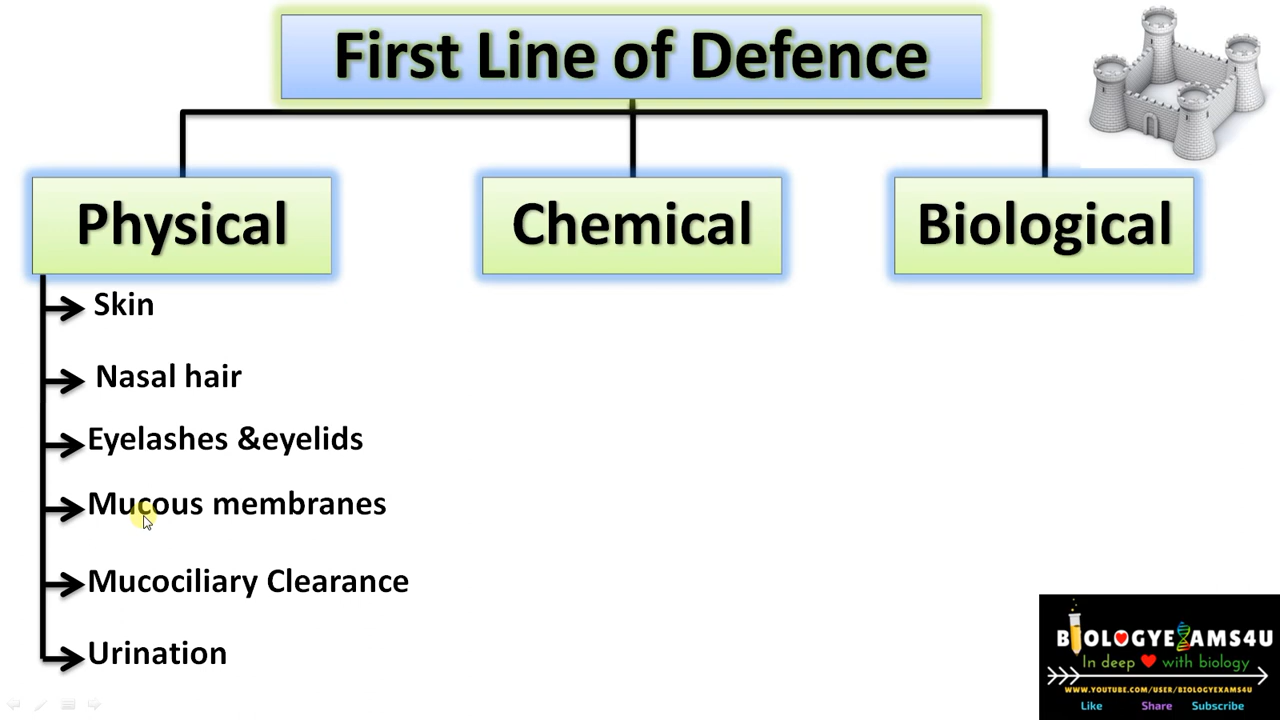 First Line of Defence
Physical
Chemical
Biological
Skin
Nasal hair
Eyelashes &eyelids
Mucous membranes
Mucociliary Clearance
Urination
BIOLOGYEXAMS4U
In deep with biology
WWW.YOUTUBE.COM/USER/BIOLOGYEXAMS4U
Like Share Subscribe